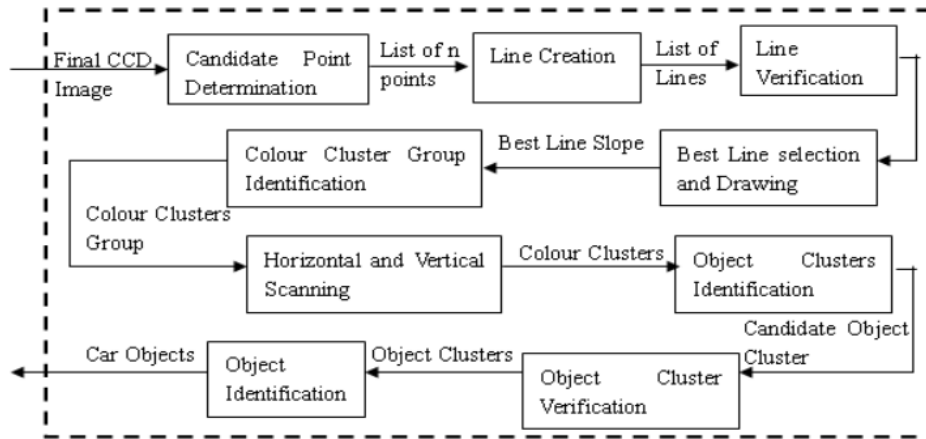 Final CCD
Image
Candidate Point
Determination
List of n
points
Line Creation
List of
Lines
Line
Verification
Best Line selection
and Drawing
Best Line Slope
Colour Cluster Group
Identification
Colour Clusters
Group
Horizontal and Vertical
Scanning
Colour Clusters
Object Clusters
Identification
Candidate Object
Cluster
Object Cluster
Verification
Object Clusters
Object
Identification
Car Objects